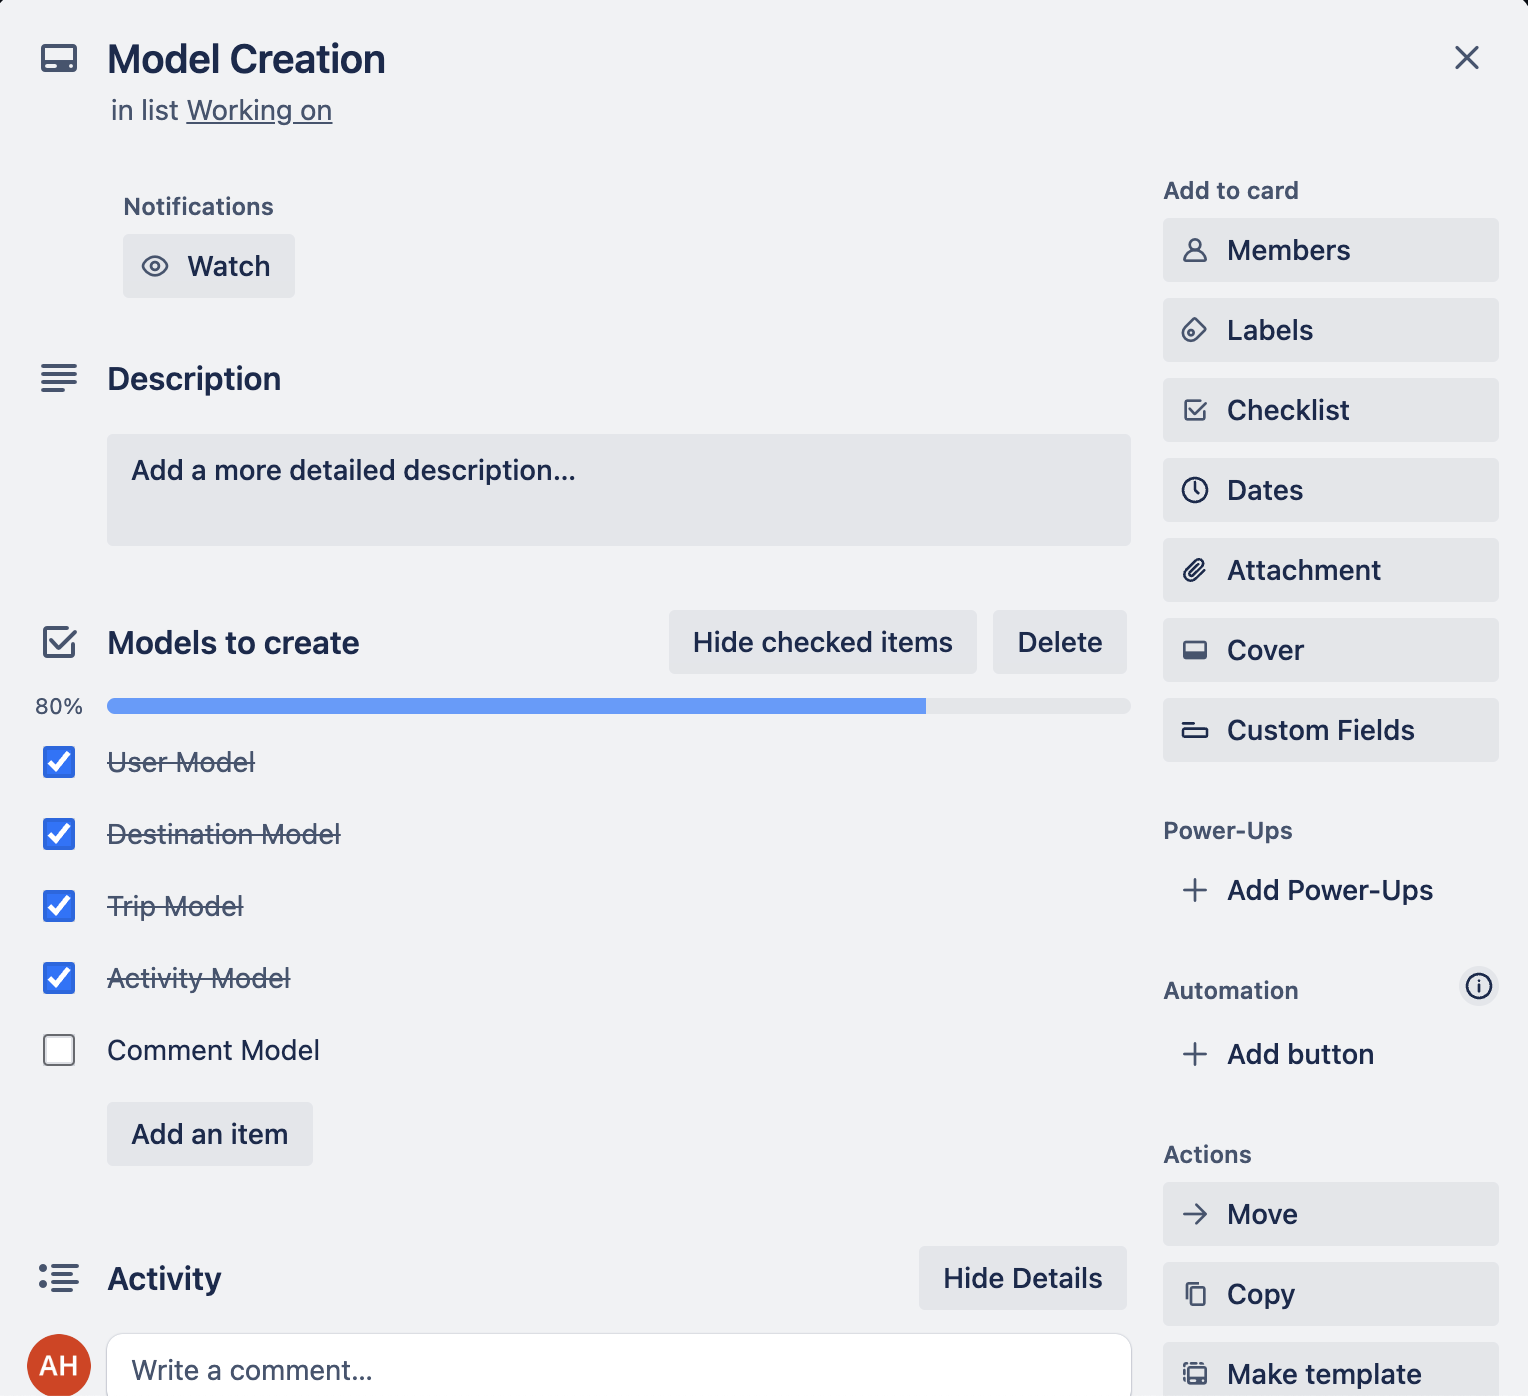 Model Creation
in list Working on
Notifications
Watch
Description
Add a more detailed description...
Models to create
Hide checked items
Delete
80%
User Model
Destination Model
Trip Model
Activity Model
Comment Model
Add an item
Activity
Hide Details
AH
Write a comment...
Add to card
Members
Labels
Checklist
Dates
Attachment
Cover
Custom Fields
Power-Ups
Add Power-Ups
Automation
Add button
Actions
Move
Copy
Make template